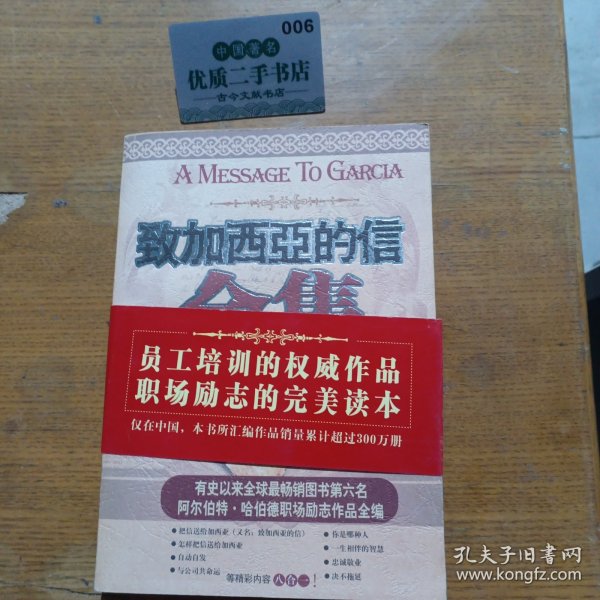 006
中国著名
优质二手书店
古今文献书店
A MESSAGE TO GARCIA
致加西亞的信
全集
员工培训的权威作品
职场励志的完美读本
仅在中国，本书所汇编作品销量累计超过300万册
有史以来全球最畅销图书第六名
阿尔伯特·哈伯德职场励志作品全编
●把信送给加西亚（又名：致加西亚的信）
●怎样把信送给加西亚
●自动自发
●与公司共命运
●你是哪种人
●一生相伴的智慧
●忠诚敬业
●决不拖延
等精彩内容八合一！
孔夫子旧书网
www.kongfz.com